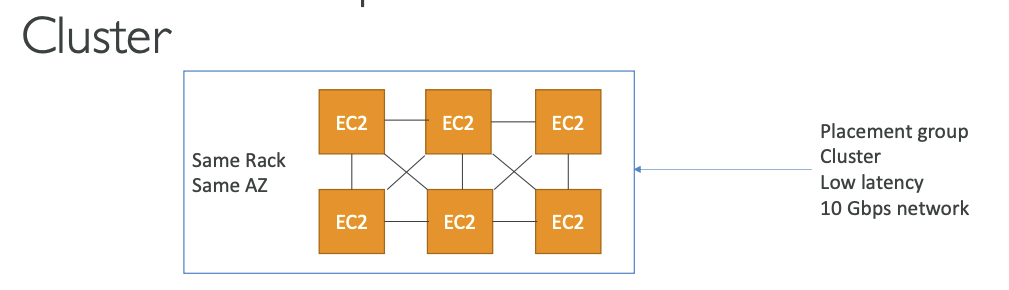 Cluster
EC2 EC2 EC2
Same Rack
Same AZ
EC2 EC2 EC2
Placement group
Cluster
Low latency
10 Gbps network